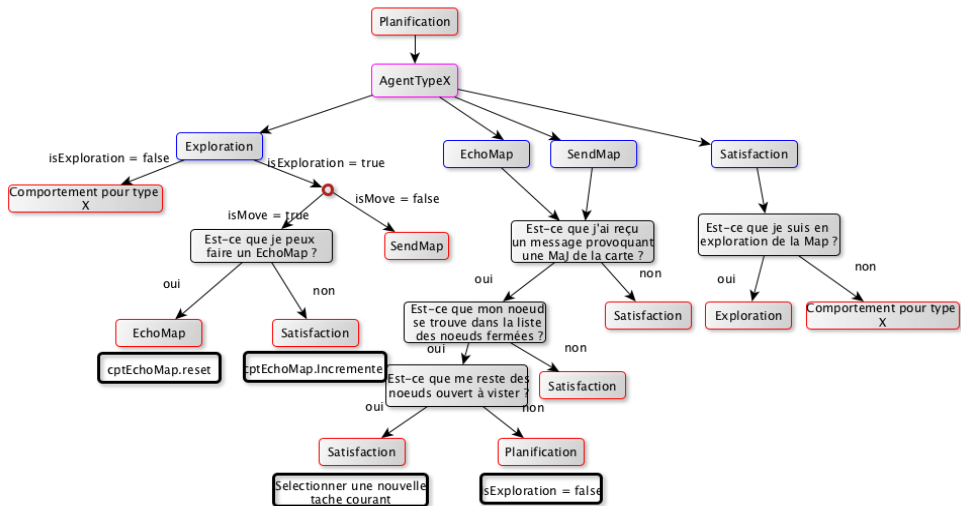 Planification
AgentTypeX
Exploration
EchoMap
SendMap
Satisfaction
isExploration = false
isExploration = true
Comportement pour type
X
isMove = true
isMove = false
Est-ce que je peux
faire un EchoMap ?
SendMap
Est-ce que j'ai reçu
un message provoquant
une MaJ de la carte ?
Est-ce que je suis en
exploration de la Map ?
oui
non
oui
non
oui
non
EchoMap
Satisfaction
Est-ce que mon noeud
se trouve dans la liste
des noeuds fermées ?
Satisfaction
Exploration
Comportement pour type
X
cptEchoMap.reset
cptEchoMap.Incremente
oui
non
Est-ce que me reste des
noeuds ouvert à vister ?
Satisfaction
oui
non
Satisfaction
Planification
Selectionner une nouvelle
tache courant
isExploration = false